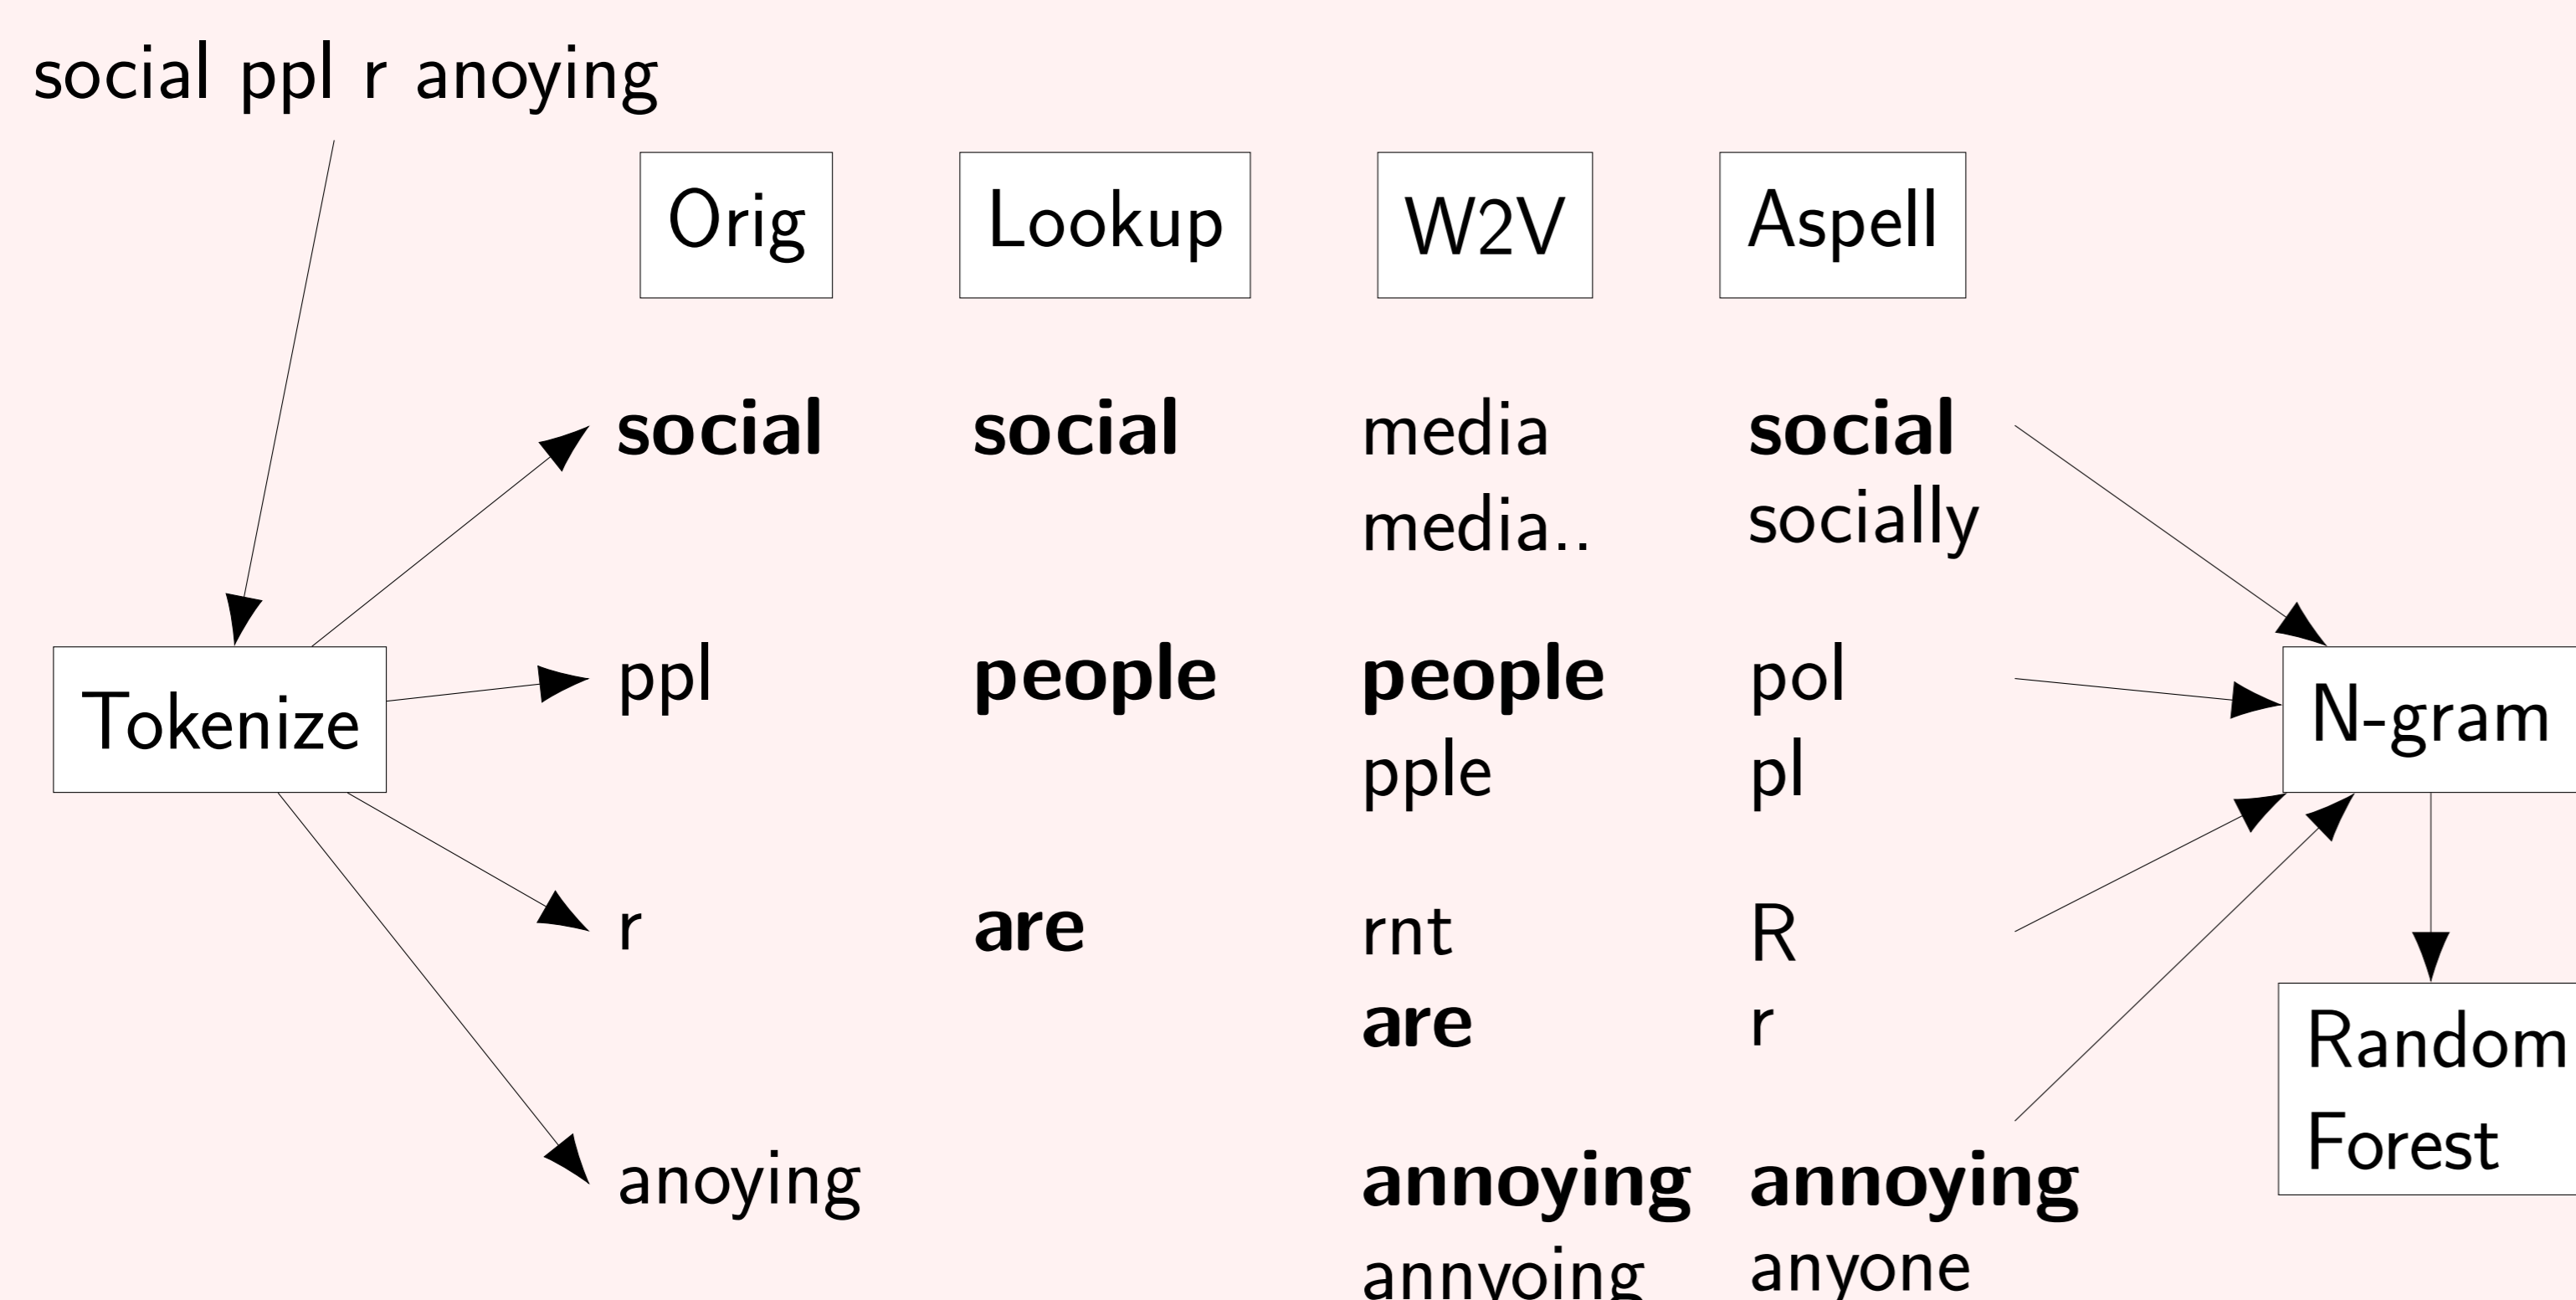 social ppl r anoying
Orig Lookup W2V Aspell
social social media social
media.. socially
Tokenize
ppl people people pol
pple pl
N-gram
r are rnt R
are r
Random
Forest
anoying annoying annoying
annyoing anyone